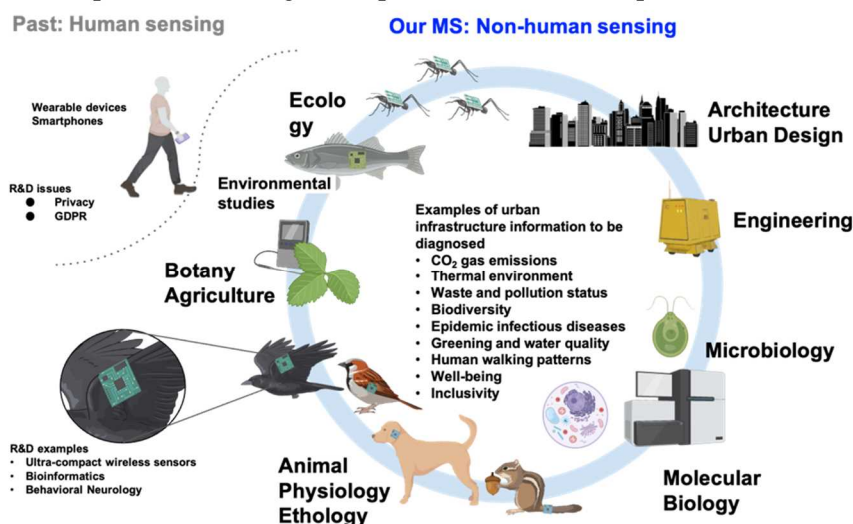 Past: Human sensing
Our MS: Non-human sensing
Wearable devices
Smartphones
R&D issues
● Privacy
● GDPR
Ecolo
gy
Environmental
studies
Botany
Agriculture
Architecture
Urban Design
Engineering
Microbiology
Molecular
Biology
Animal
Physiology
Ethology
Examples of urban
infrastructure information to be
diagnosed
• CO₂ gas emissions
• Thermal environment
• Waste and pollution status
• Biodiversity
• Epidemic infectious diseases
• Greening and water quality
• Human walking patterns
• Well-being
• Inclusivity
R&D examples
• Ultra-compact wireless sensors
• Bioinformatics
• Behavioral Neurology